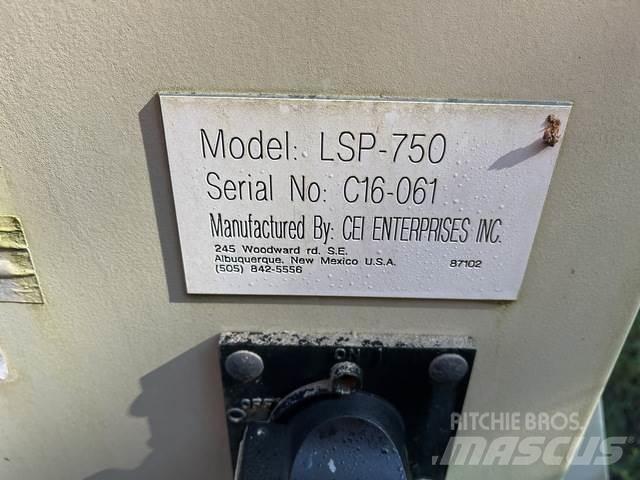 Model: LSP-750
Serial No: C16-061
Manufactured By: CEI ENTERPRISES INC.
245 Woodward rd. S.E.
Albuquerque, New Mexico U.S.A. 87102
(505) 842-5556
ON I
O OFF
RITCHIE BROS.
MASCUS